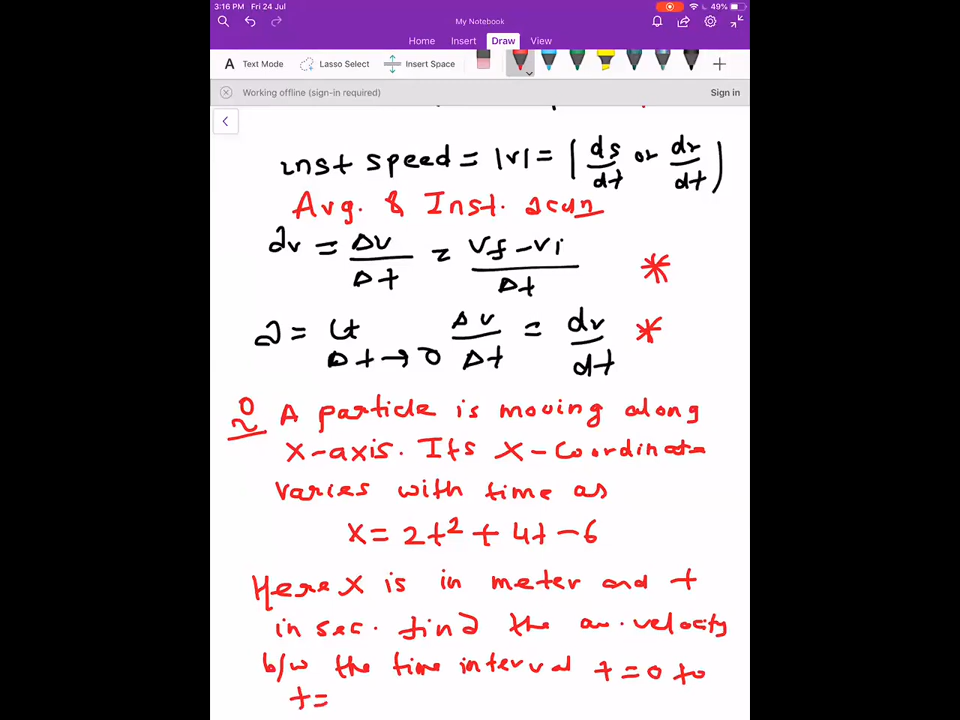 3:16 PM Fri 24 Jul
49%
My Notebook
Home Insert Draw View
Text Mode Lasso Select Insert Space
Working offline (sign-in required) Sign in
inst speed = |v| = | ds/dt or dr/dt |
Avg. & Inst. accn
av = Δv/Δt = vf - vi/Δt *
a = Lt Δt→0 Δv/Δt = dv/dt *
Q A particle is moving along
X-axis. Its X-coordinate
varies with time as
x = 2t² + 4t - 6
Here X is in meter and t
in sec. find the av. velocity
b/w the time interval t = 0 to
t =